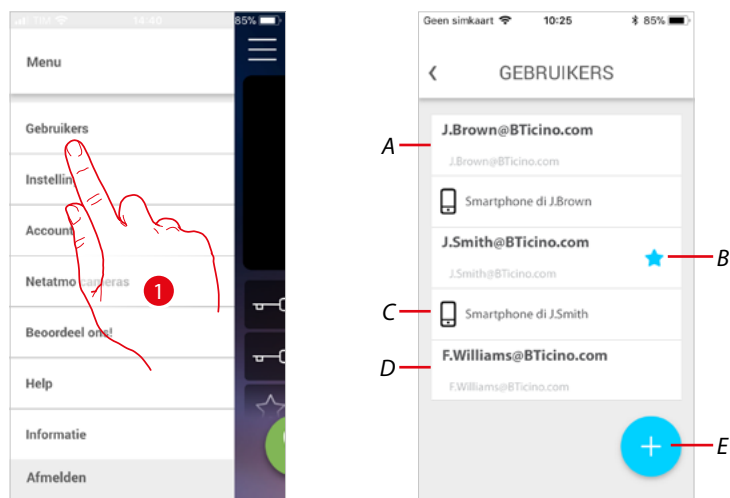 TIM 14:40 85%
Menu
Gebruikers
Instellin
Account
Netatmo cameras
1
Beoordeel ons!
Help
Informatie
Afmelden
Geen simkaart 10:25 85%
GEBRUIKERS
A
J.Brown@BTicino.com
J.Brown@BTicino.com
Smartphone di J.Brown
J.Smith@BTicino.com
B
J.Smith@BTicino.com
C
Smartphone di J.Smith
D
F.Williams@BTicino.com
F.Williams@BTicino.com
+
E